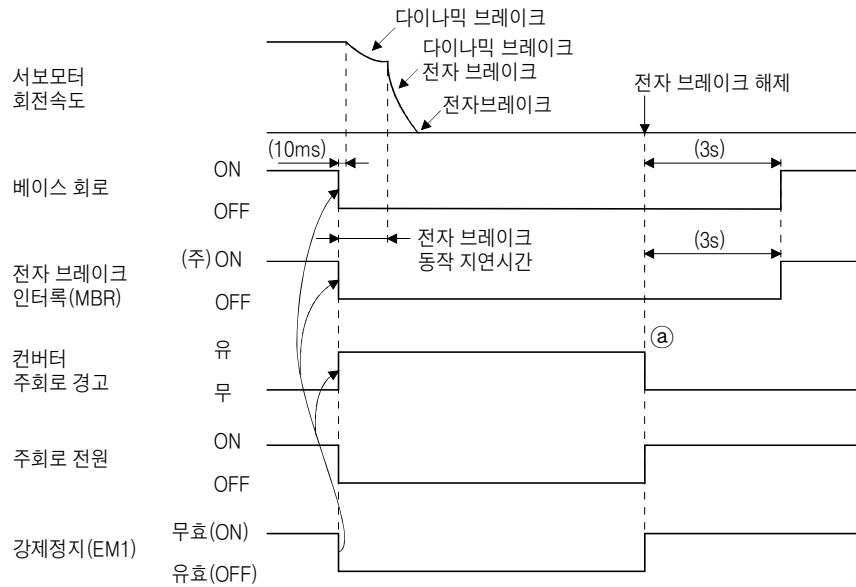 다이나믹 브레이크
다이나믹 브레이크
전자 브레이크
서보모터
회전속도
전자브레이크
전자 브레이크 해제
(10ms)
(3s)
ON
베이스 회로
OFF
전자 브레이크
동작 지연시간
(3s)
(주) ON
전자 브레이크
인터록(MBR)
OFF
ⓐ
유
컨버터
주회로 경고
무
ON
주회로 전원
OFF
무효(ON)
강제정지(EM1)
유효(OFF)